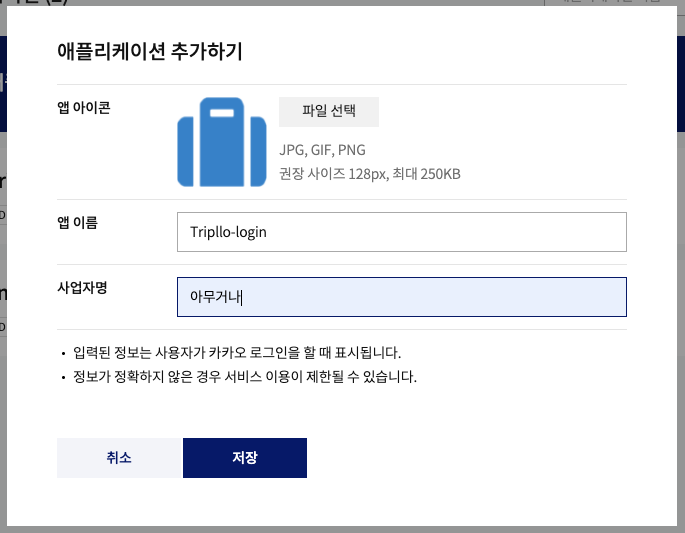 애플리케이션 추가하기
앱 아이콘
파일 선택
JPG, GIF, PNG
권장 사이즈 128px, 최대 250KB
앱 이름
Tripllo-login
사업자명
아무거나
• 입력된 정보는 사용자가 카카오 로그인을 할 때 표시됩니다.
• 정보가 정확하지 않은 경우 서비스 이용이 제한될 수 있습니다.
취소
저장